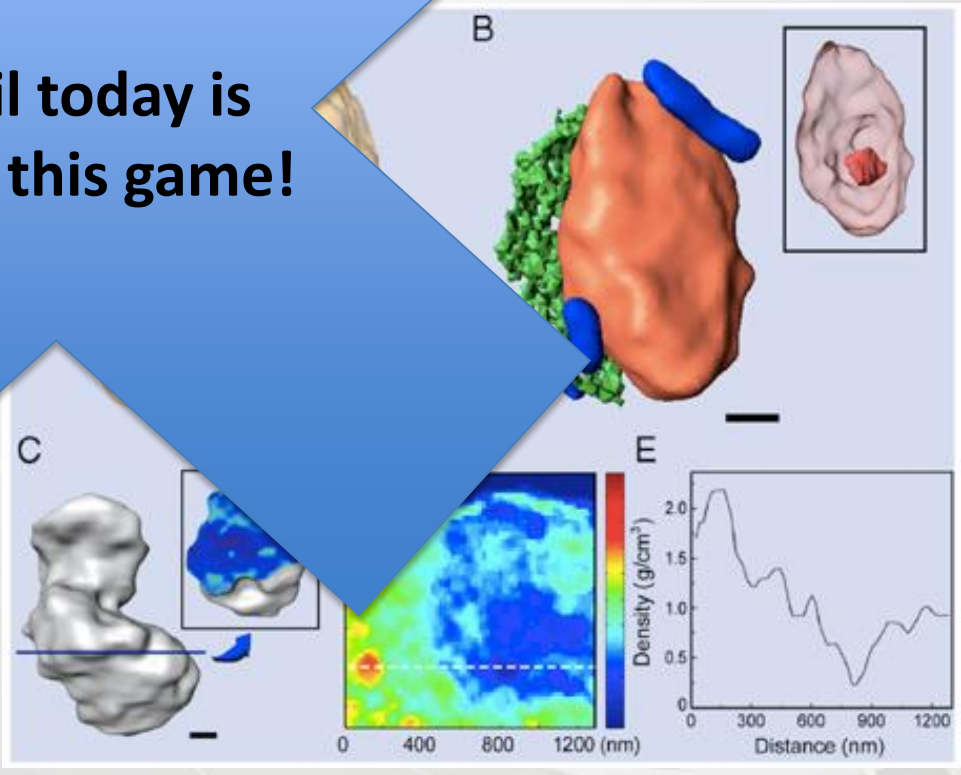 il today is
this game!
B
C
E
Density (g/cm³)
2.0
1.5
1.0
0.5
0
0 400 800 1200 (nm)
0 300 600 900 1200
Distance (nm)